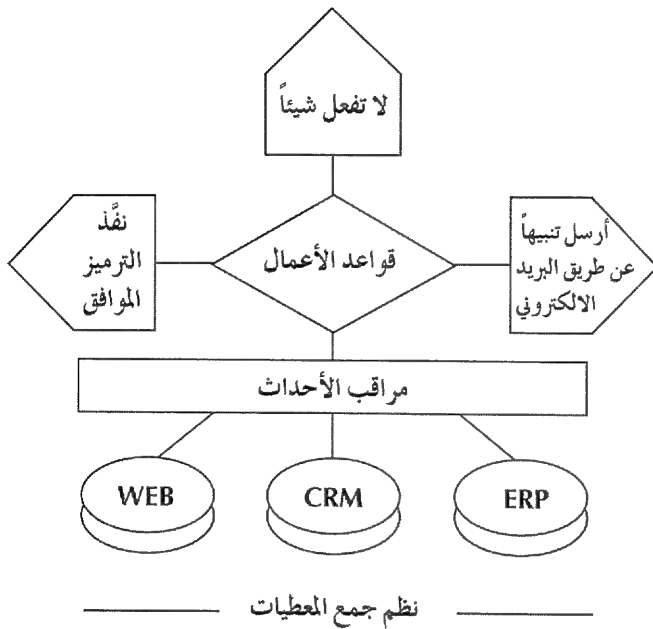 لا تفعل شيئاً
نفَّذ
الترميز
الموافق
قواعد الأعمال
أرسل تنبيهاً
عن طريق البريد
الالكتروني
مراقب الأحداث
WEB
CRM
ERP
نظم جمع المعطيات